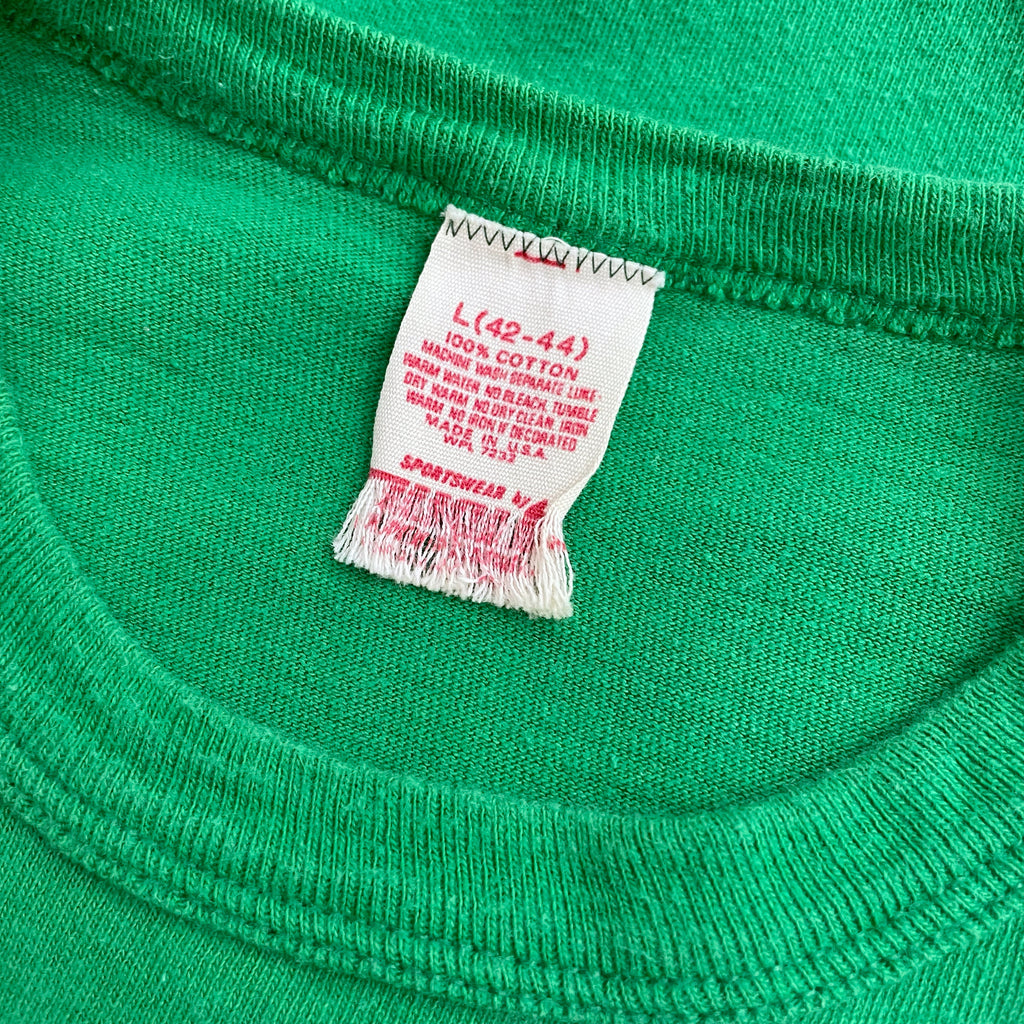 L (42-44)
100% COTTON
MACHINE WASH SEPARATE LUKE
WARM WATER, NO BLEACH, TUMBLE
DRY WARM. NO DRY CLEAN. IRON
WARM. NO IRON IF DECORATED
MADE IN U.S.A.
WPL 7232
SPORTSWEAR by